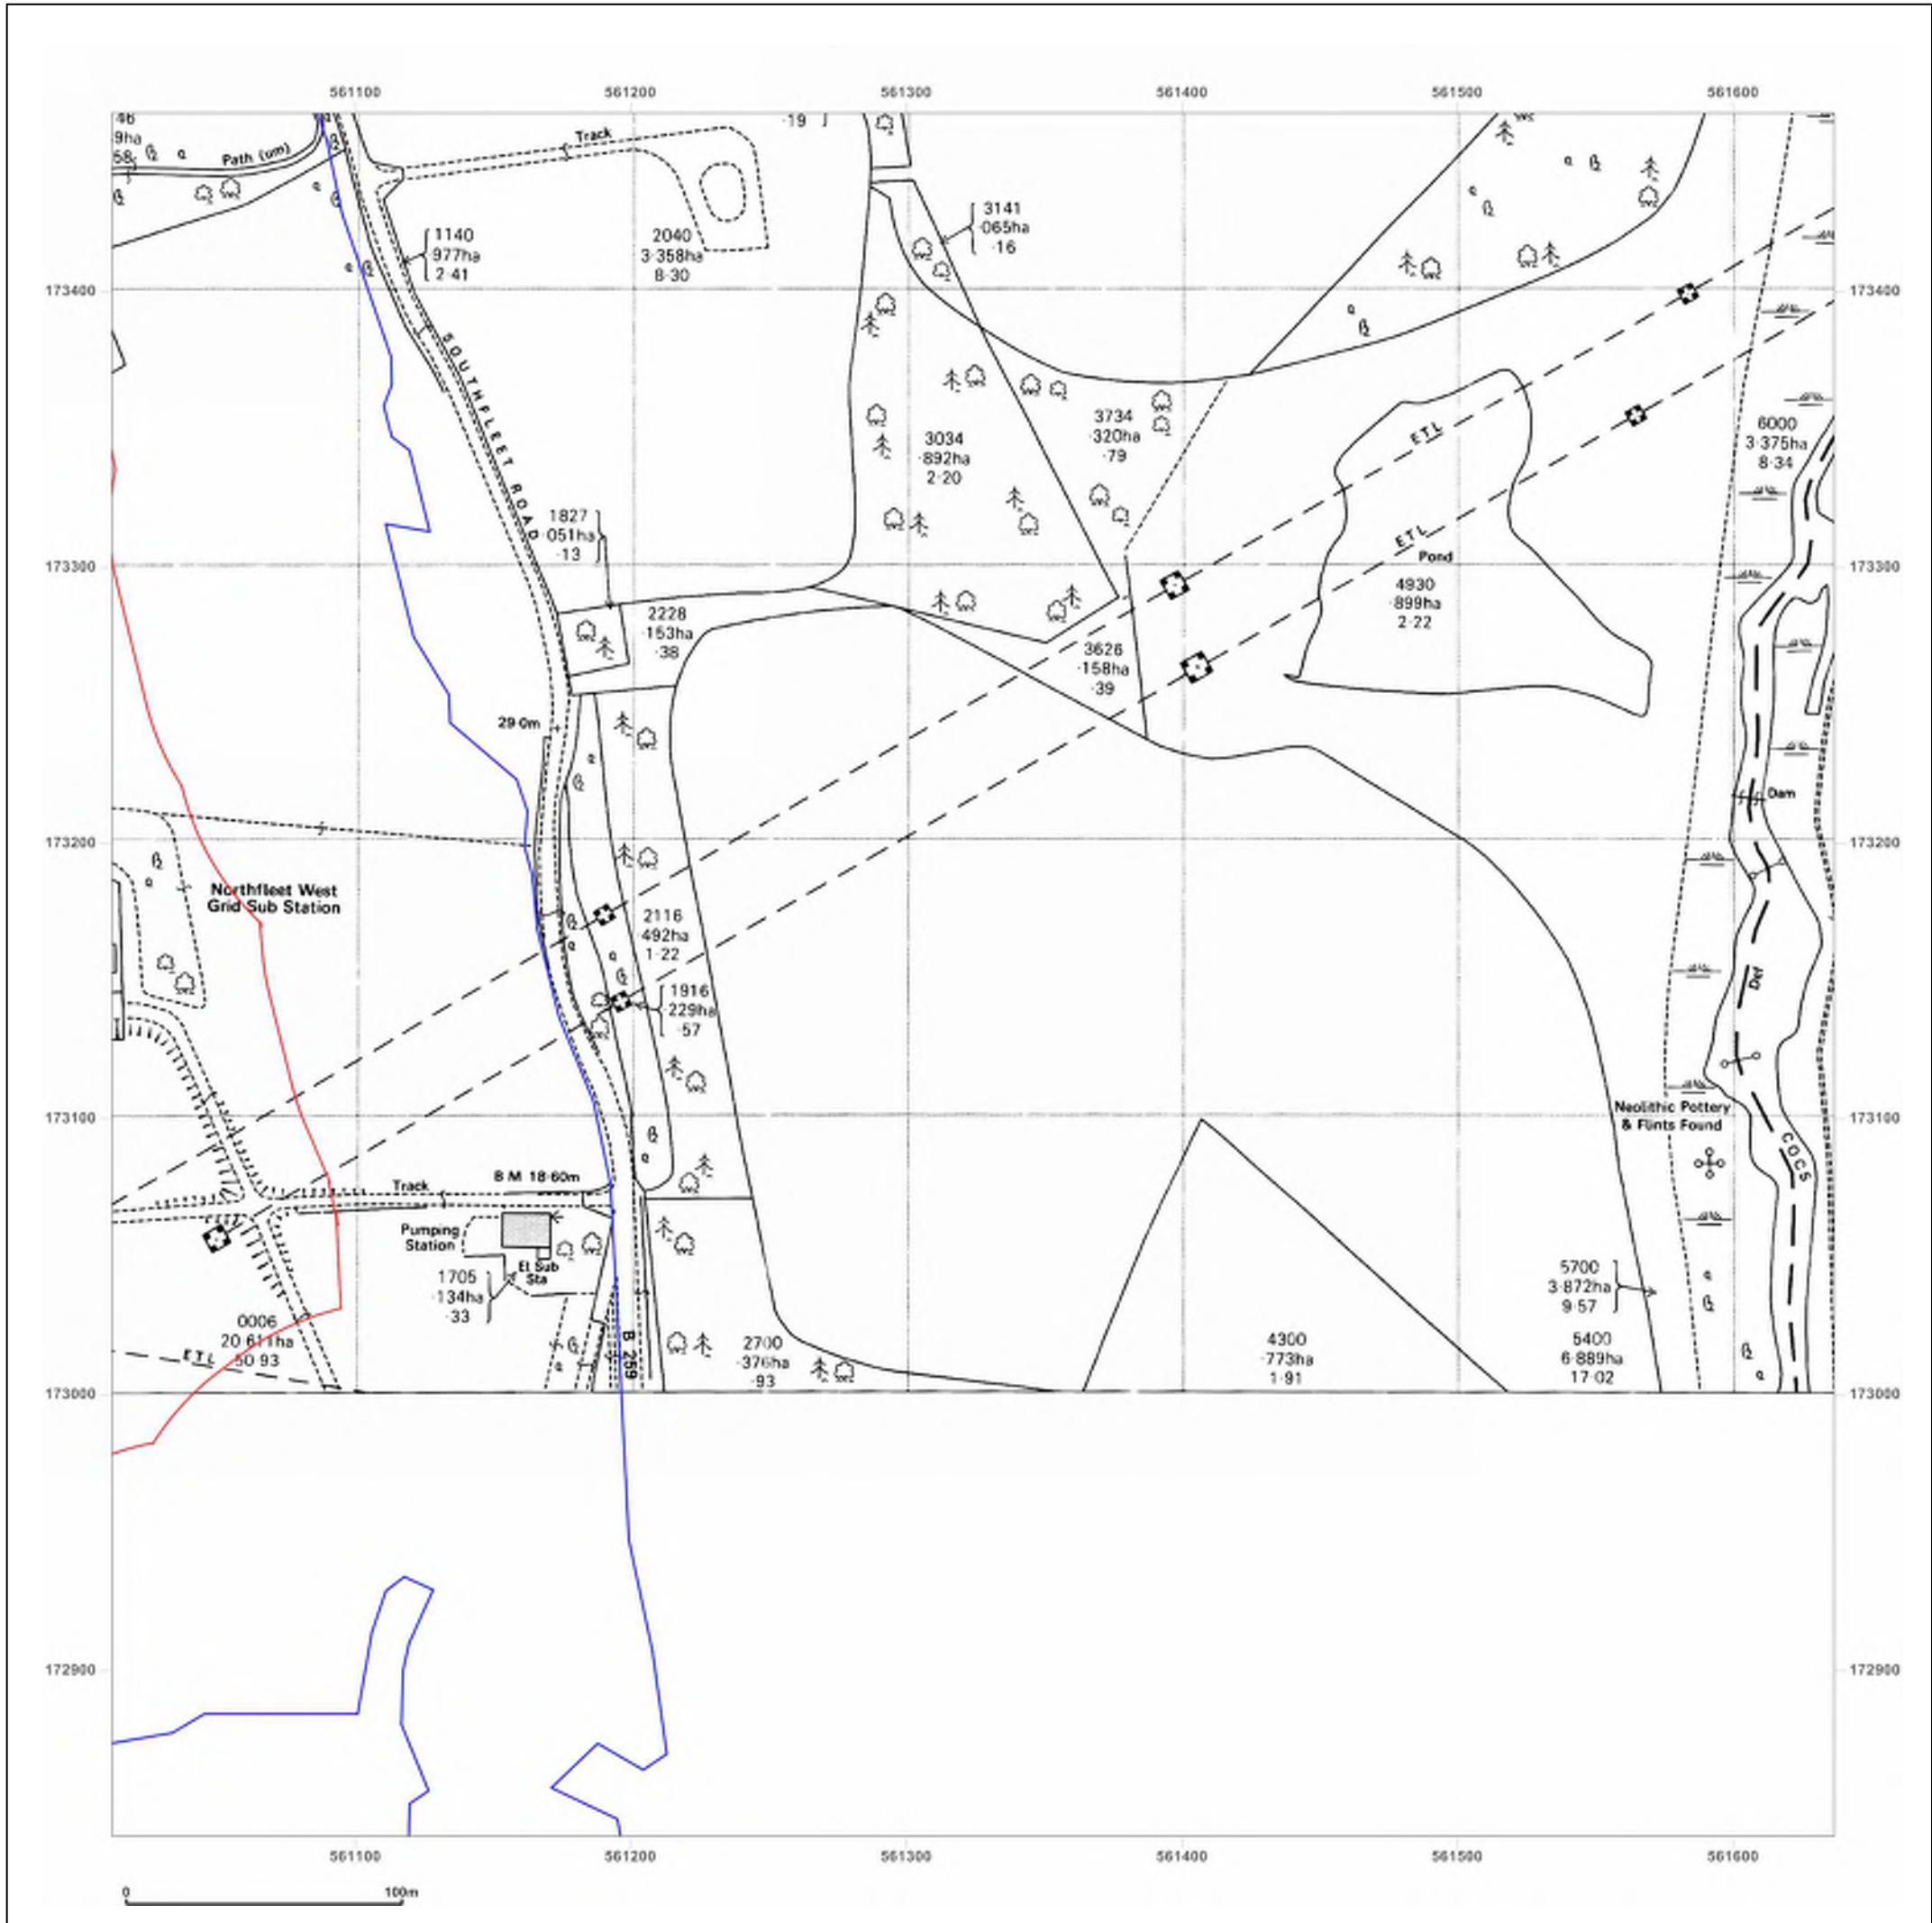 561100 561200 561300 561400 561500 561600
46
9ha
58
Path (um)
Track
·19
1140
·977ha
2·41
2040
3·358ha
8·30
3141
·065ha
·16
173400 173400
SOUTHFLEET ROAD
3034
·892ha
2·20
3734
·320ha
·79
ETL
6000
3·375ha
8·34
1827
·051ha
·13
ETL
Pond
4930
·899ha
2·22
173300 173300
2228
·153ha
·38
3626
·158ha
·39
29·0m
Dam
173200 173200
Northfleet West
Grid Sub Station
2116
·492ha
1·22
1916
·229ha
·57
Def
173100 173100
Neolithic Pottery
& Flints Found
C O C S
Track
B M 18·60m
Pumping
Station
El Sub
Sta
1705
·134ha
·33
0006
20·611ha
50·93
ETL
B 259
2700
·376ha
·93
4300
·773ha
1·91
5700
3·872ha
9·57
5400
6·889ha
17·02
173000 173000
172900 172900
561100 561200 561300 561400 561500 561600
0 100m